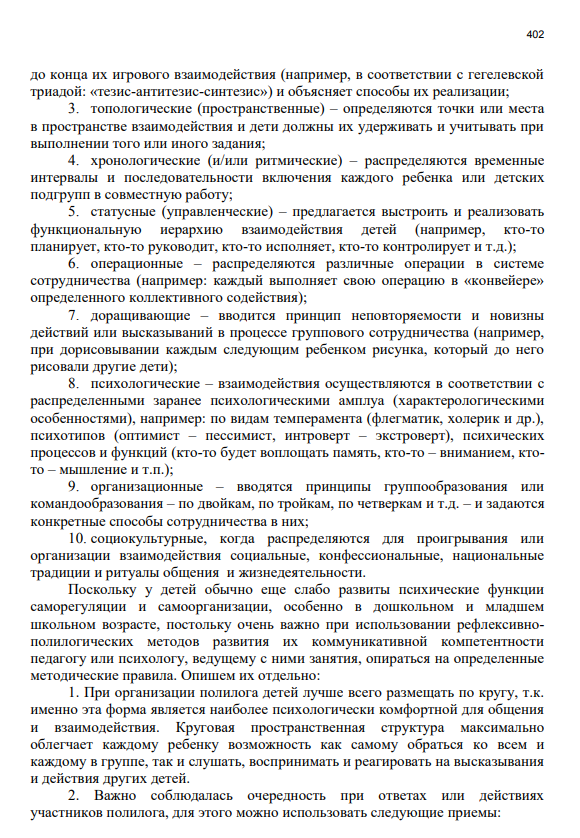 402
до конца их игрового взаимодействия (например, в соответствии с гегелевской
триадой: «тезис-антитезис-синтезис») и объясняет способы их реализации;
3. топологические (пространственные) – определяются точки или места
в пространстве взаимодействия и дети должны их удерживать и учитывать при
выполнении того или иного задания;
4. хронологические (и/или ритмические) – распределяются временные
интервалы и последовательности включения каждого ребенка или детских
подгрупп в совместную работу;
5. статусные (управленческие) – предлагается выстроить и реализовать
функциональную иерархию взаимодействия детей (например, кто-то
планирует, кто-то руководит, кто-то исполняет, кто-то контролирует и т.д.);
6. операционные – распределяются различные операции в системе
сотрудничества (например: каждый выполняет свою операцию в «конвейере»
определенного коллективного содействия);
7. доращивающие – вводится принцип неповторяемости и новизны
действий или высказываний в процессе группового сотрудничества (например,
при дорисовывании каждым следующим ребенком рисунка, который до него
рисовали другие дети);
8. психологические – взаимодействия осуществляются в соответствии с
распределенными заранее психологическими амплуа (характерологическими
особенностями), например: по видам темперамента (флегматик, холерик и др.),
психотипов (оптимист – пессимист, интроверт – экстроверт), психических
процессов и функций (кто-то будет воплощать память, кто-то – вниманием, кто-
то – мышление и т.п.);
9. организационные – вводятся принципы группообразования или
командообразования – по двойкам, по тройкам, по четверкам и т.д. – и задаются
конкретные способы сотрудничества в них;
10. социокультурные, когда распределяются для проигрывания или
организации взаимодействия социальные, конфессиональные, национальные
традиции и ритуалы общения и жизнедеятельности.
Поскольку у детей обычно еще слабо развиты психические функции
саморегуляции и самоорганизации, особенно в дошкольном и младшем
школьном возрасте, постольку очень важно при использовании рефлексивно-
полилогических методов развития их коммуникативной компетентности
педагогу или психологу, ведущему с ними занятия, опираться на определенные
методические правила. Опишем их отдельно:
1. При организации полилога детей лучше всего размещать по кругу, т.к.
именно эта форма является наиболее психологически комфортной для общения
и взаимодействия. Круговая пространственная структура максимально
облегчает каждому ребенку возможность как самому обраться ко всем и
каждому в группе, так и слушать, воспринимать и реагировать на высказывания
и действия других детей.
2. Важно соблюдалась очередность при ответах или действиях
участников полилога, для этого можно использовать следующие приемы: